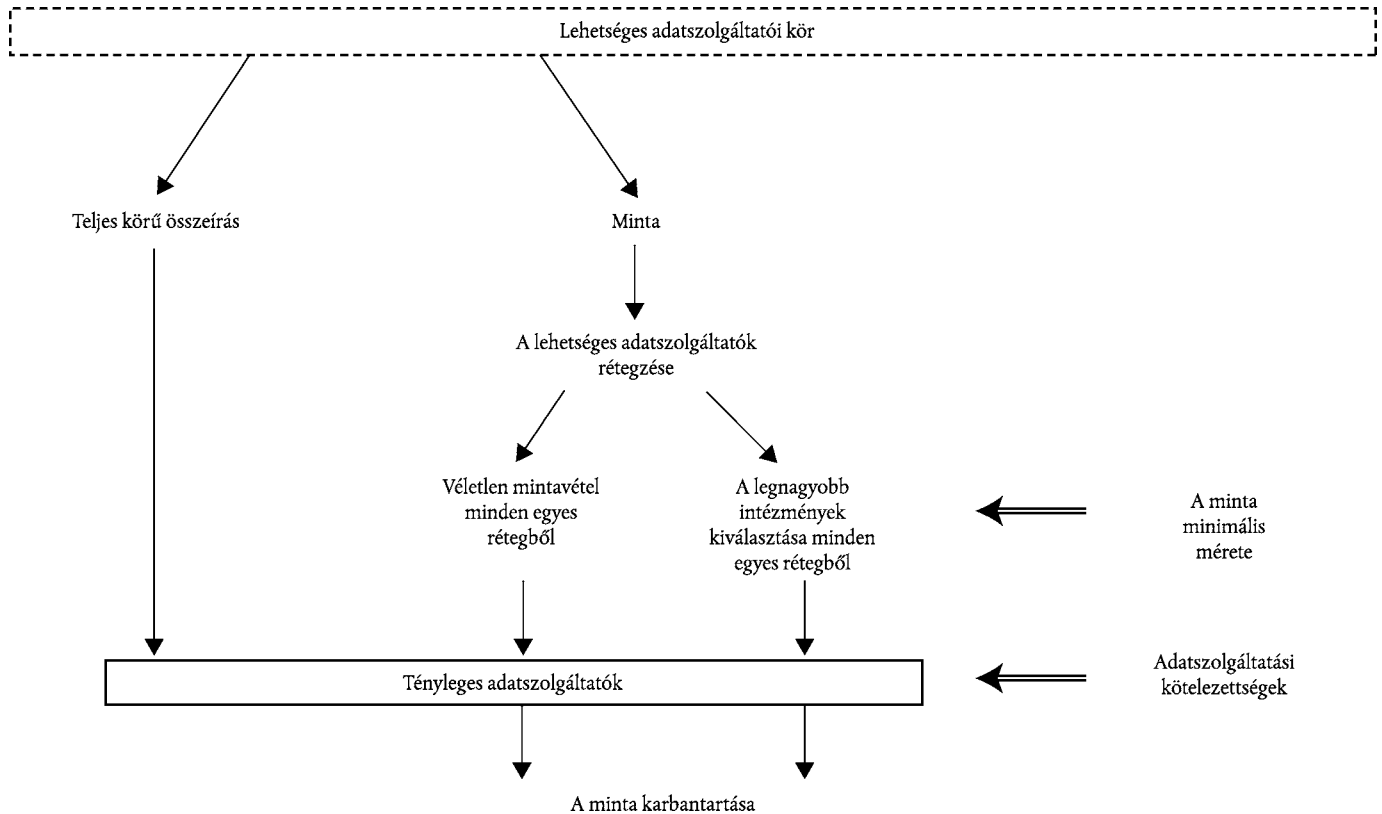 Lehetséges adatszolgáltatói kör
Teljes körű összeírás
Minta
A lehetséges adatszolgáltatók
rétegzése
Véletlen mintavétel
minden egyes
rétegből
A legnagyobb
intézmények
kiválasztása minden
egyes rétegből
A minta
minimális
mérete
Tényleges adatszolgáltatók
Adatszolgáltatási
kötelezettségek
A minta karbantartása